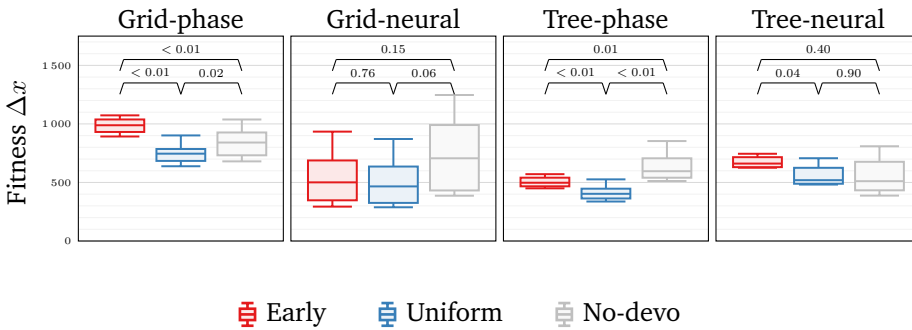 Grid-phase Grid-neural Tree-phase Tree-neural
< 0.01 0.15 0.01 0.40
< 0.01 0.02 0.76 0.06 < 0.01 < 0.01 0.04 0.90
Fitness Δx
1 500
1 000
500
0
Early Uniform No-devo